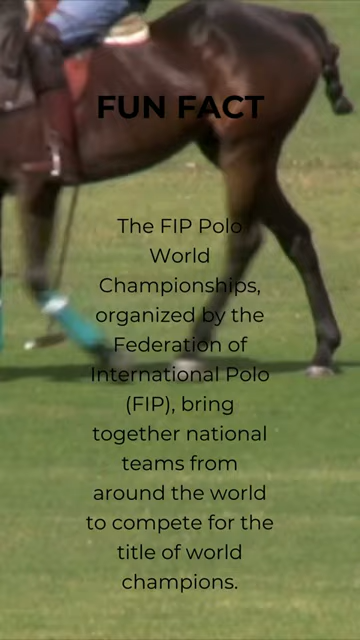 FUN FACT
The FIP Polo
World
Championships,
organized by the
Federation of
International Polo
(FIP), bring
together national
teams from
around the world
to compete for the
title of world
champions.